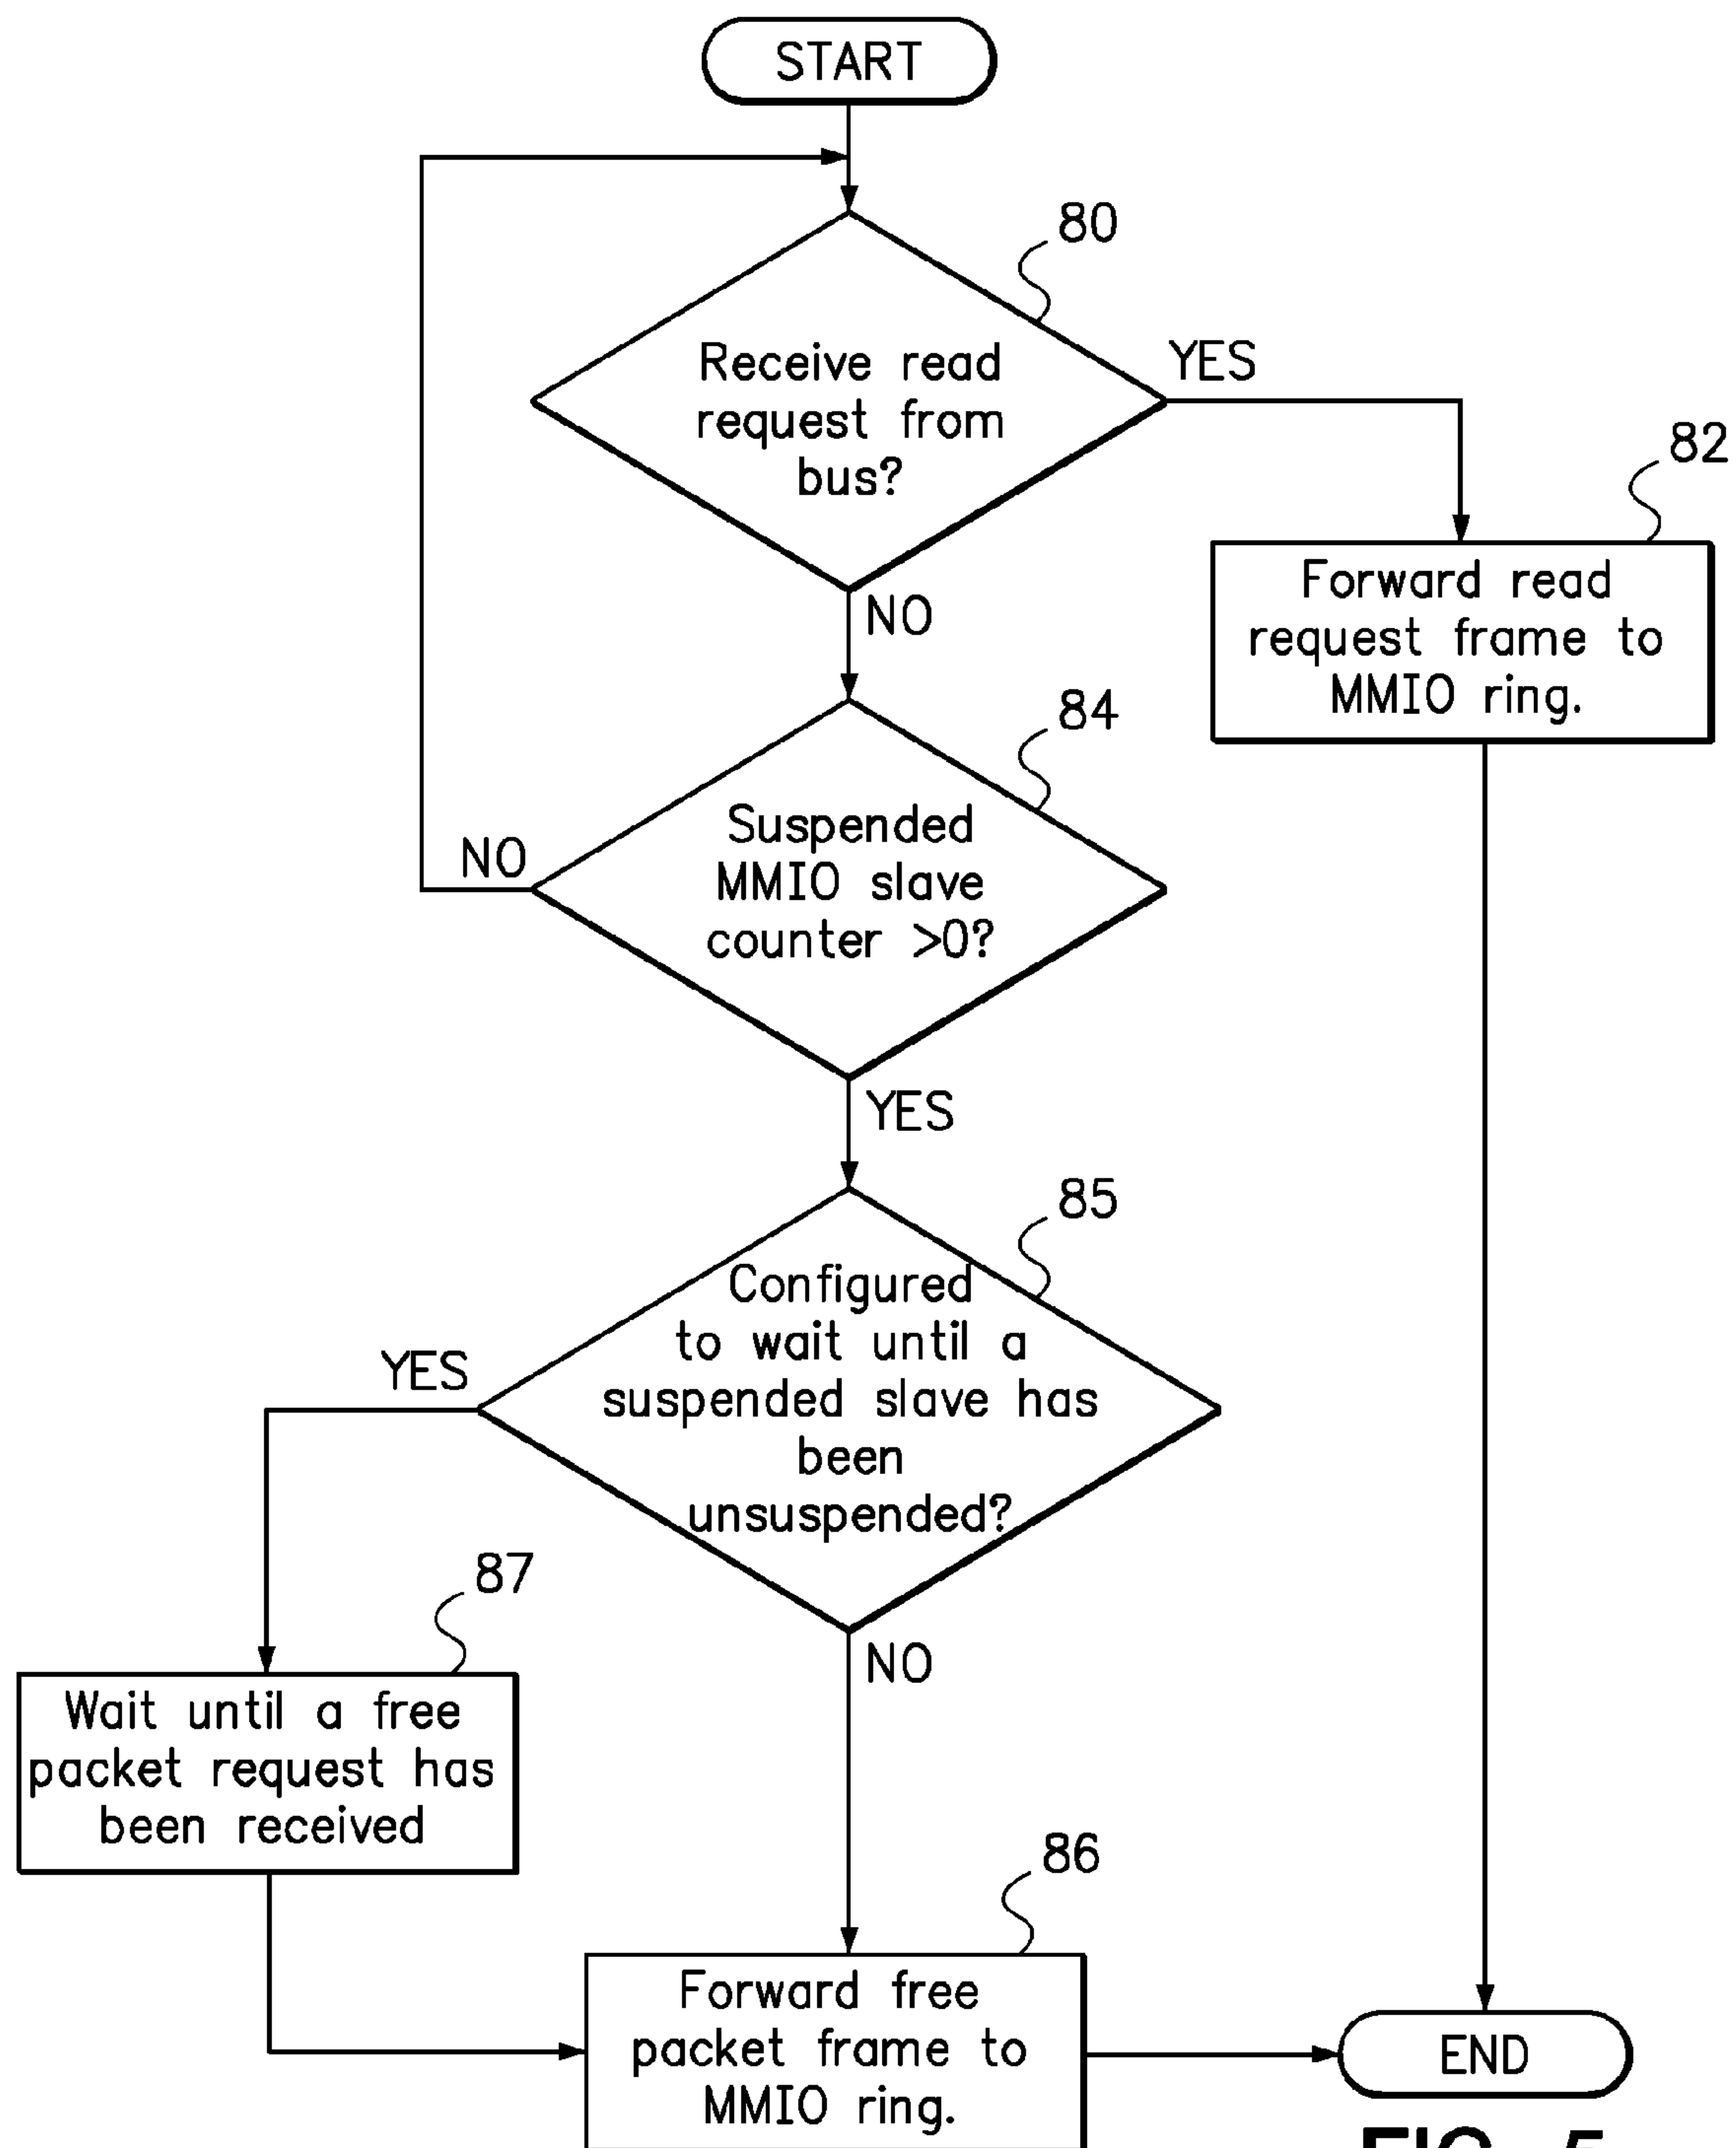 START
80
Receive read
request from
bus?
YES
82
Forward read
request frame to
MMIO ring.
NO
84
Suspended
MMIO slave
counter >0?
NO
YES
85
Configured
to wait until a
suspended slave has
been
unsuspended?
YES
87
NO
Wait until a free
packet request has
been received
86
Forward free
packet frame to
MMIO ring.
END
FIG. 5